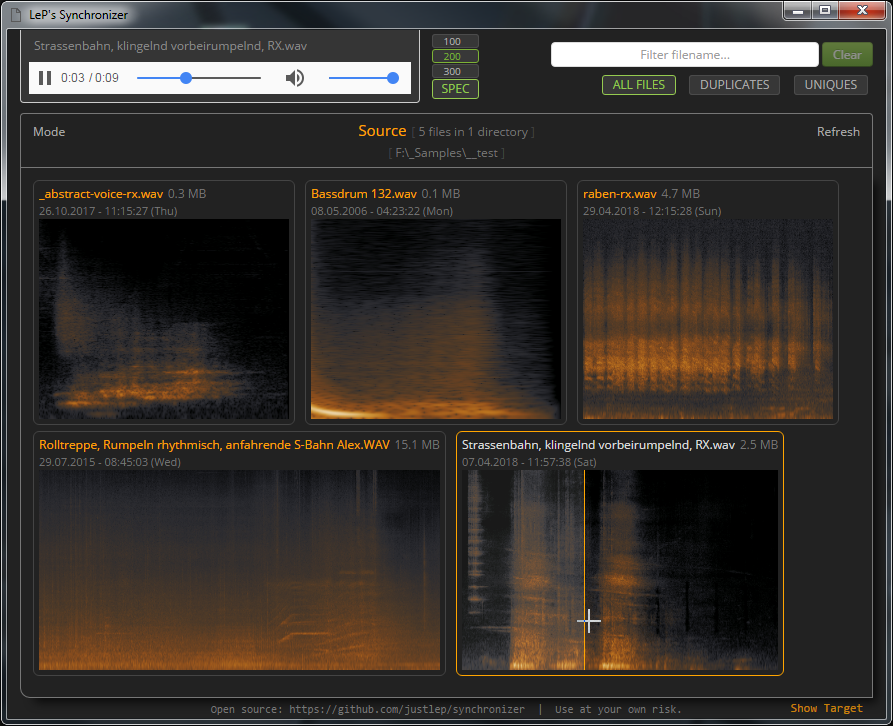 LeP's Synchronizer
Strassenbahn, klingelnd vorbeirumpelnd, RX.wav
0:03 / 0:09
100
200
300
SPEC
Filter filename...
Clear
ALL FILES
DUPLICATES
UNIQUES
Mode
Source [ 5 files in 1 directory ]
Refresh
[ F:\_Samples\__test ]
_abstract-voice-rx.wav 0.3 MB
26.10.2017 - 11:15:27 (Thu)
Bassdrum 132.wav 0.1 MB
08.05.2006 - 04:23:22 (Mon)
raben-rx.wav 4.7 MB
29.04.2018 - 12:15:28 (Sun)
Rolltreppe, Rumpeln rhythmisch, anfahrende S-Bahn Alex.WAV 15.1 MB
29.07.2015 - 08:45:03 (Wed)
Strassenbahn, klingelnd vorbeirumpelnd, RX.wav 2.5 MB
07.04.2018 - 11:57:38 (Sat)
Open source: https://github.com/justlep/synchronizer | Use at your own risk.
Show Target